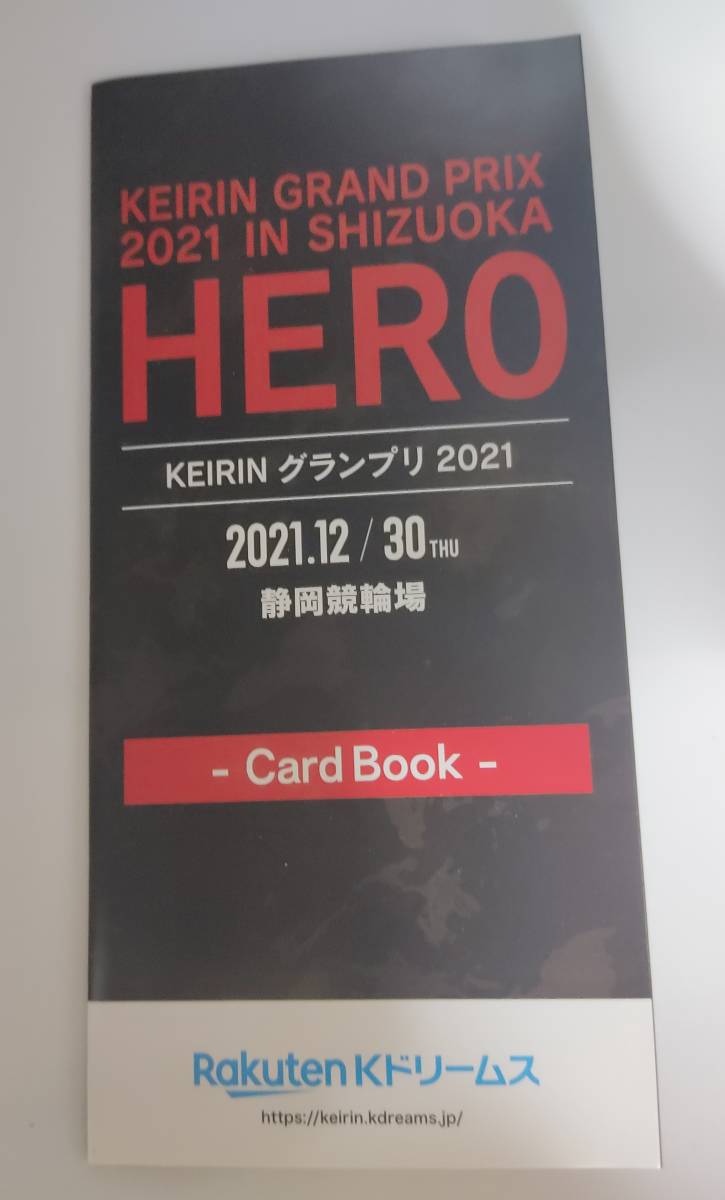 KEIRIN GRAND PRIX
2021 IN SHIZUOKA
HERO
KEIRIN グランプリ 2021
2021.12 / 30 THU
静岡競輪場
- Card Book -
Rakuten Kドリームス
https://keirin.kdreams.jp/